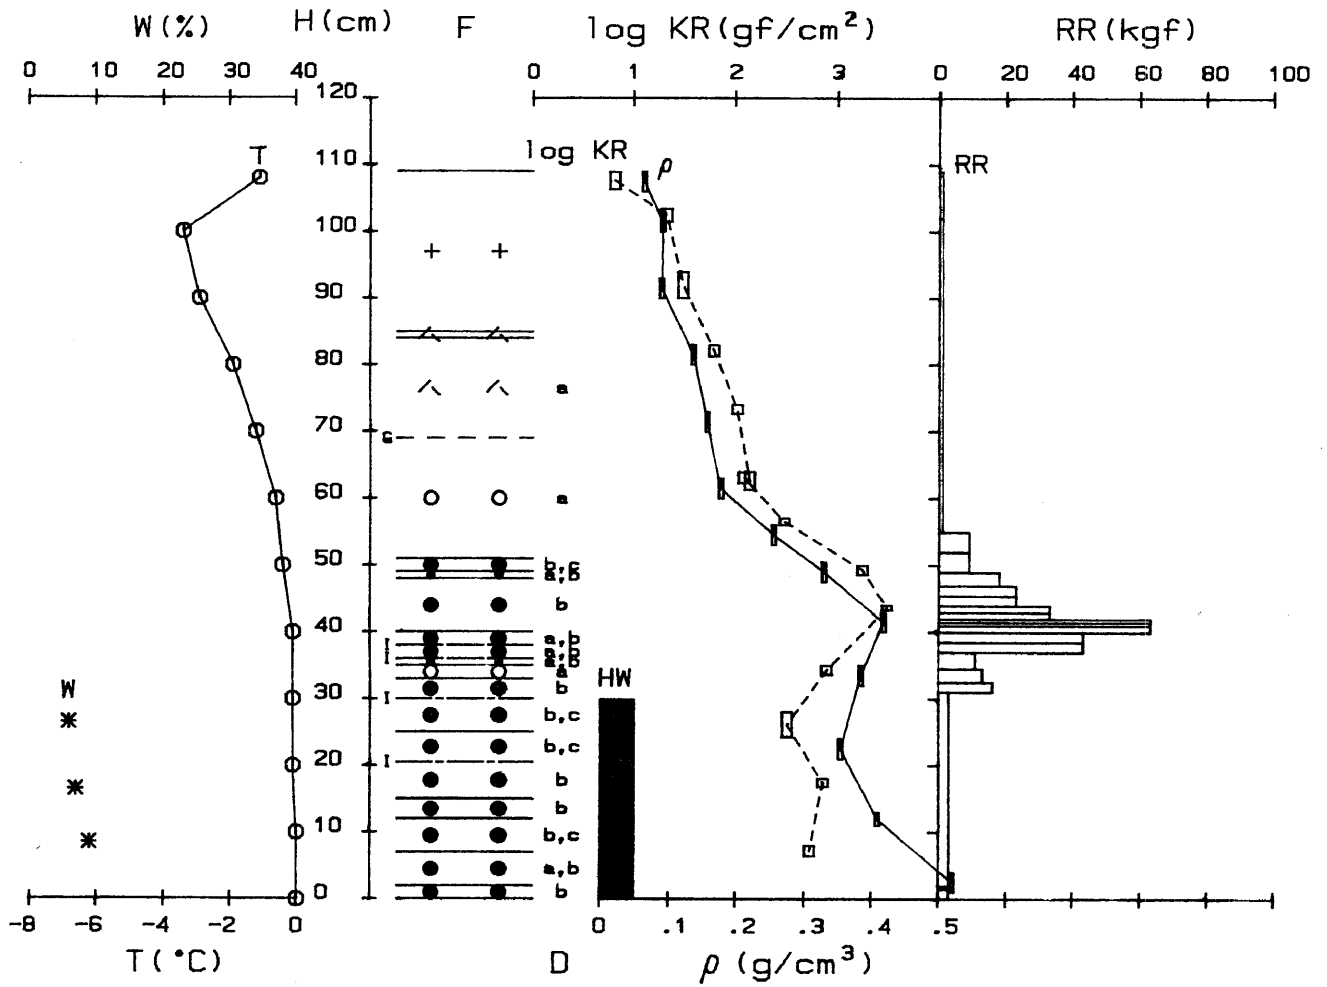 W(%) H(cm) F log KR(gf/cm²) RR(kgf)
0 10 20 30 40 0 1 2 3 0 20 40 60 80 100
120
T 110 log KR ρ RR
100
90
80
a
70
60 a
50 b,c
a,b
b
40 a,b
a,b
a
W 30 b HW
b,c
b,c
20
b
b
10 b,c
a,b
0 b
-8 -6 -4 -2 0 0 .1 .2 .3 .4 .5
T(°C) D ρ (g/cm³)